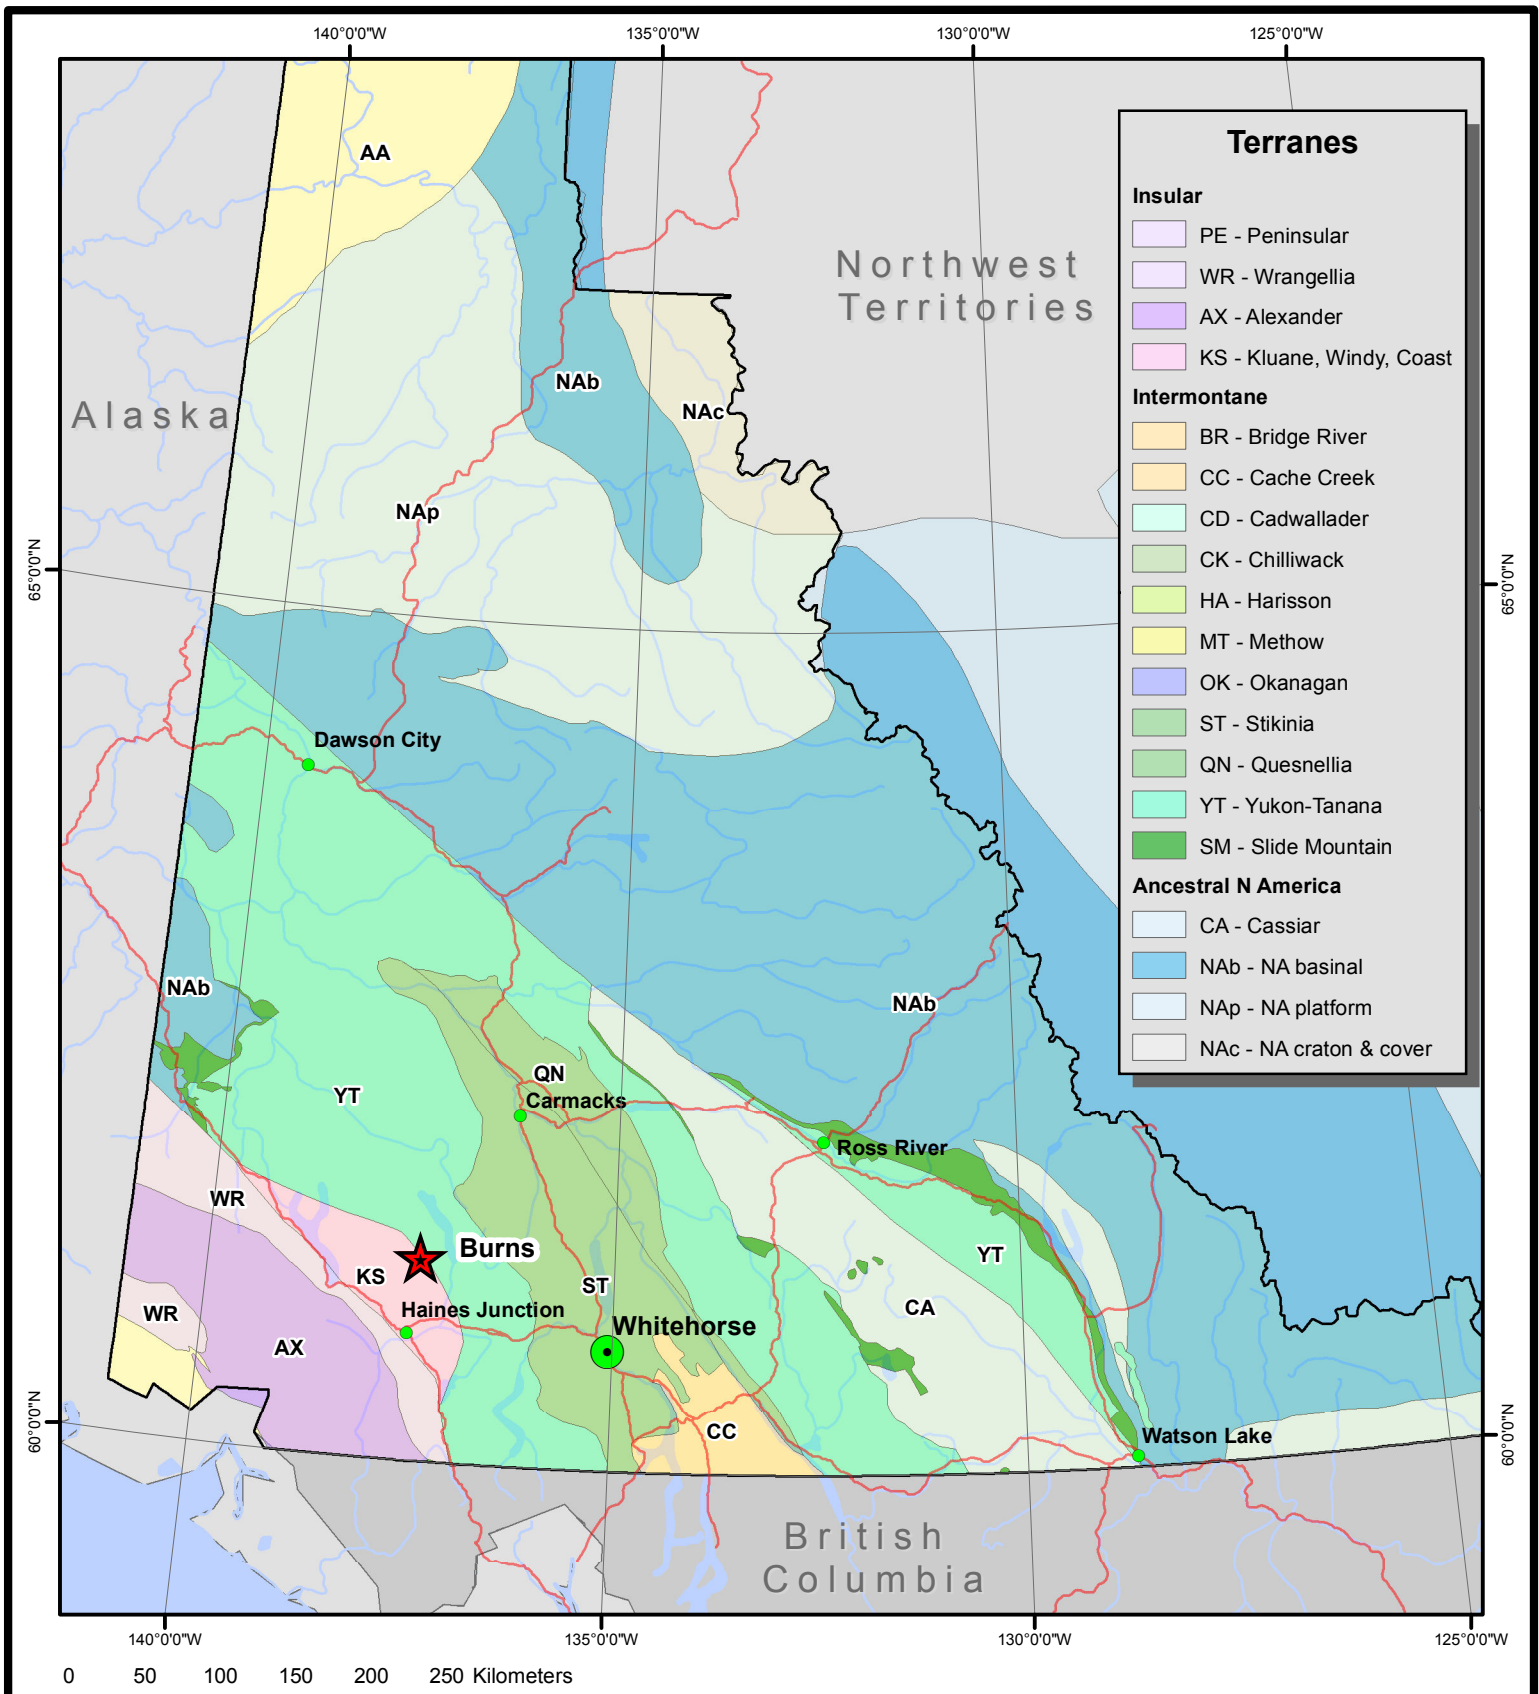 140°0'0"W
135°0'0"W
130°0'0"W
125°0'0"W
Terranes
Insular
PE - Peninsular
WR - Wrangellia
AX - Alexander
KS - Kluane, Windy, Coast
Intermontane
BR - Bridge River
CC - Cache Creek
CD - Cadwallader
CK - Chilliwack
HA - Harisson
MT - Methow
OK - Okanagan
ST - Stikinia
QN - Quesnellia
YT - Yukon-Tanana
SM - Slide Mountain
Ancestral N America
CA - Cassiar
NAb - NA basinal
NAp - NA platform
NAc - NA craton & cover
AA
Northwest
Territories
NAb
NAc
Alaska
NAp
65°0'0"N
65°0'0"N
Dawson City
NAb
NAb
QN
YT
Carmacks
Ross River
WR
Burns
YT
KS
ST
CA
Haines Junction
WR
Whitehorse
AX
CC
Watson Lake
60°0'0"N
60°0'0"N
British
Columbia
140°0'0"W
135°0'0"W
130°0'0"W
125°0'0"W
0 50 100 150 200 250 Kilometers